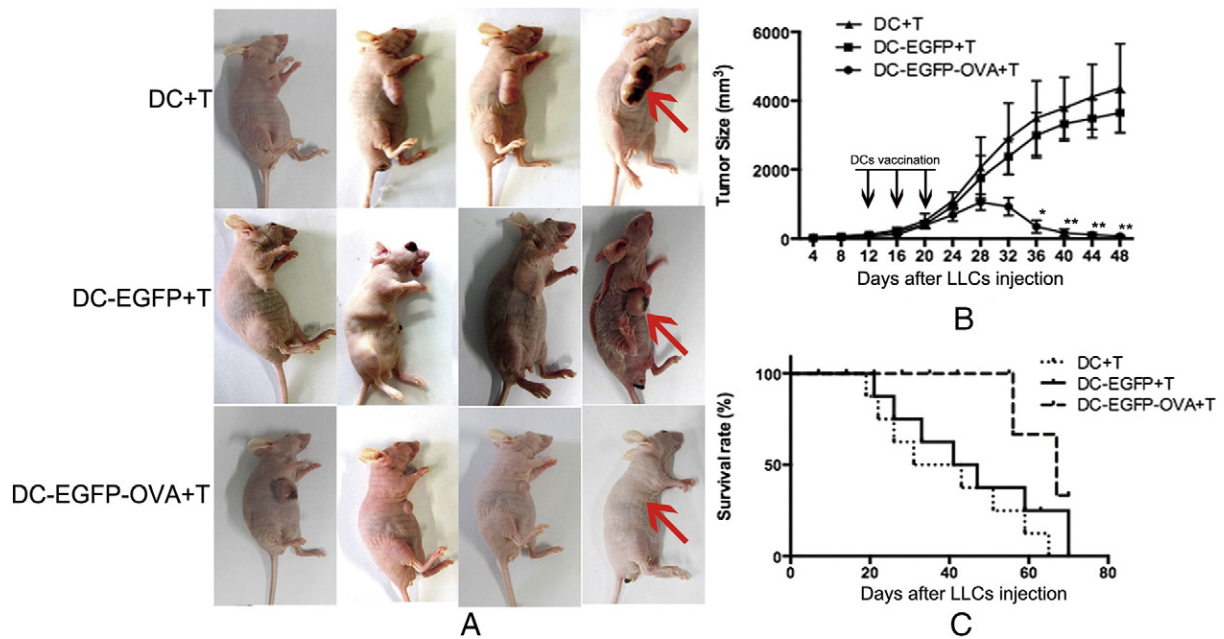 DC+T
DC-EGFP+T
DC-EGFP-OVA+T
A
DC+T
DC-EGFP+T
DC-EGFP-OVA+T
Tumor Size (mm³)
6000
4000
2000
0
DCs vaccination
*
**
**
**
4 8 12 16 20 24 28 32 36 40 44 48
Days after LLCs injection
B
DC+T
DC-EGFP+T
DC-EGFP-OVA+T
Survival rate (%)
100
50
0
0 20 40 60 80
Days after LLCs injection
C